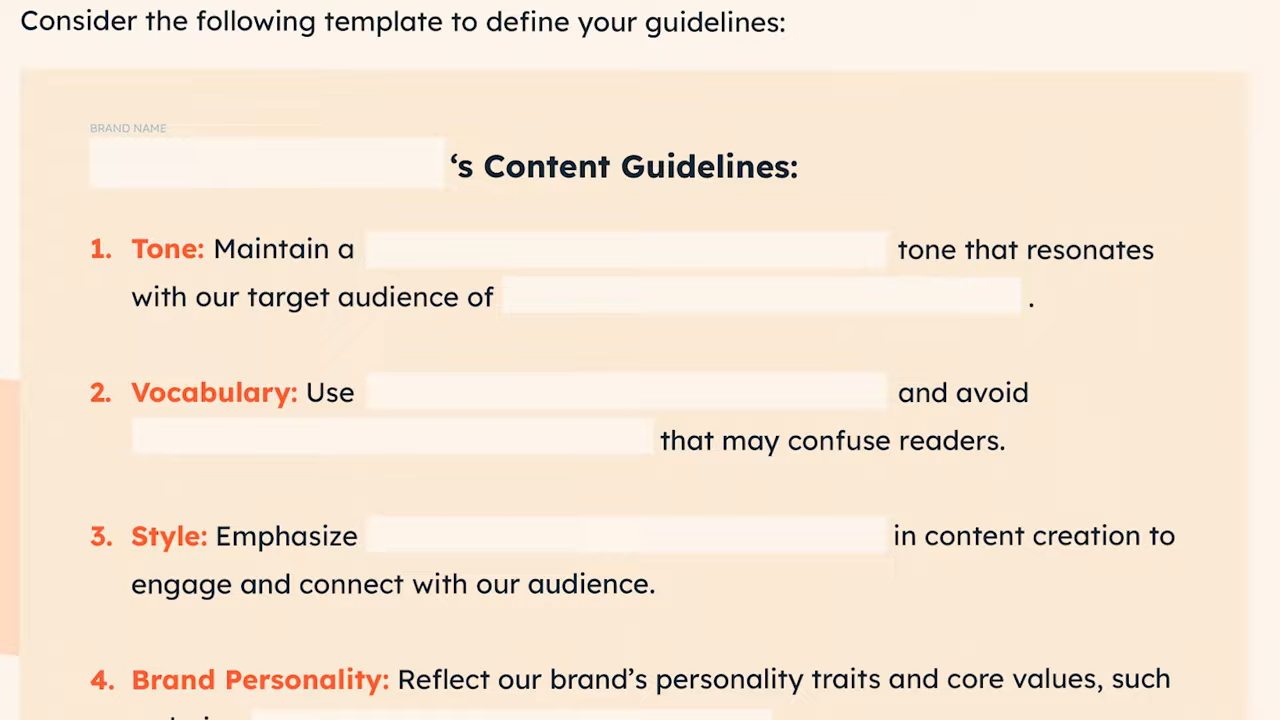 Consider the following template to define your guidelines:
BRAND NAME
‘s Content Guidelines:
1. Tone: Maintain a tone that resonates
with our target audience of .
2. Vocabulary: Use and avoid
that may confuse readers.
3. Style: Emphasize in content creation to
engage and connect with our audience.
4. Brand Personality: Reflect our brand’s personality traits and core values, such